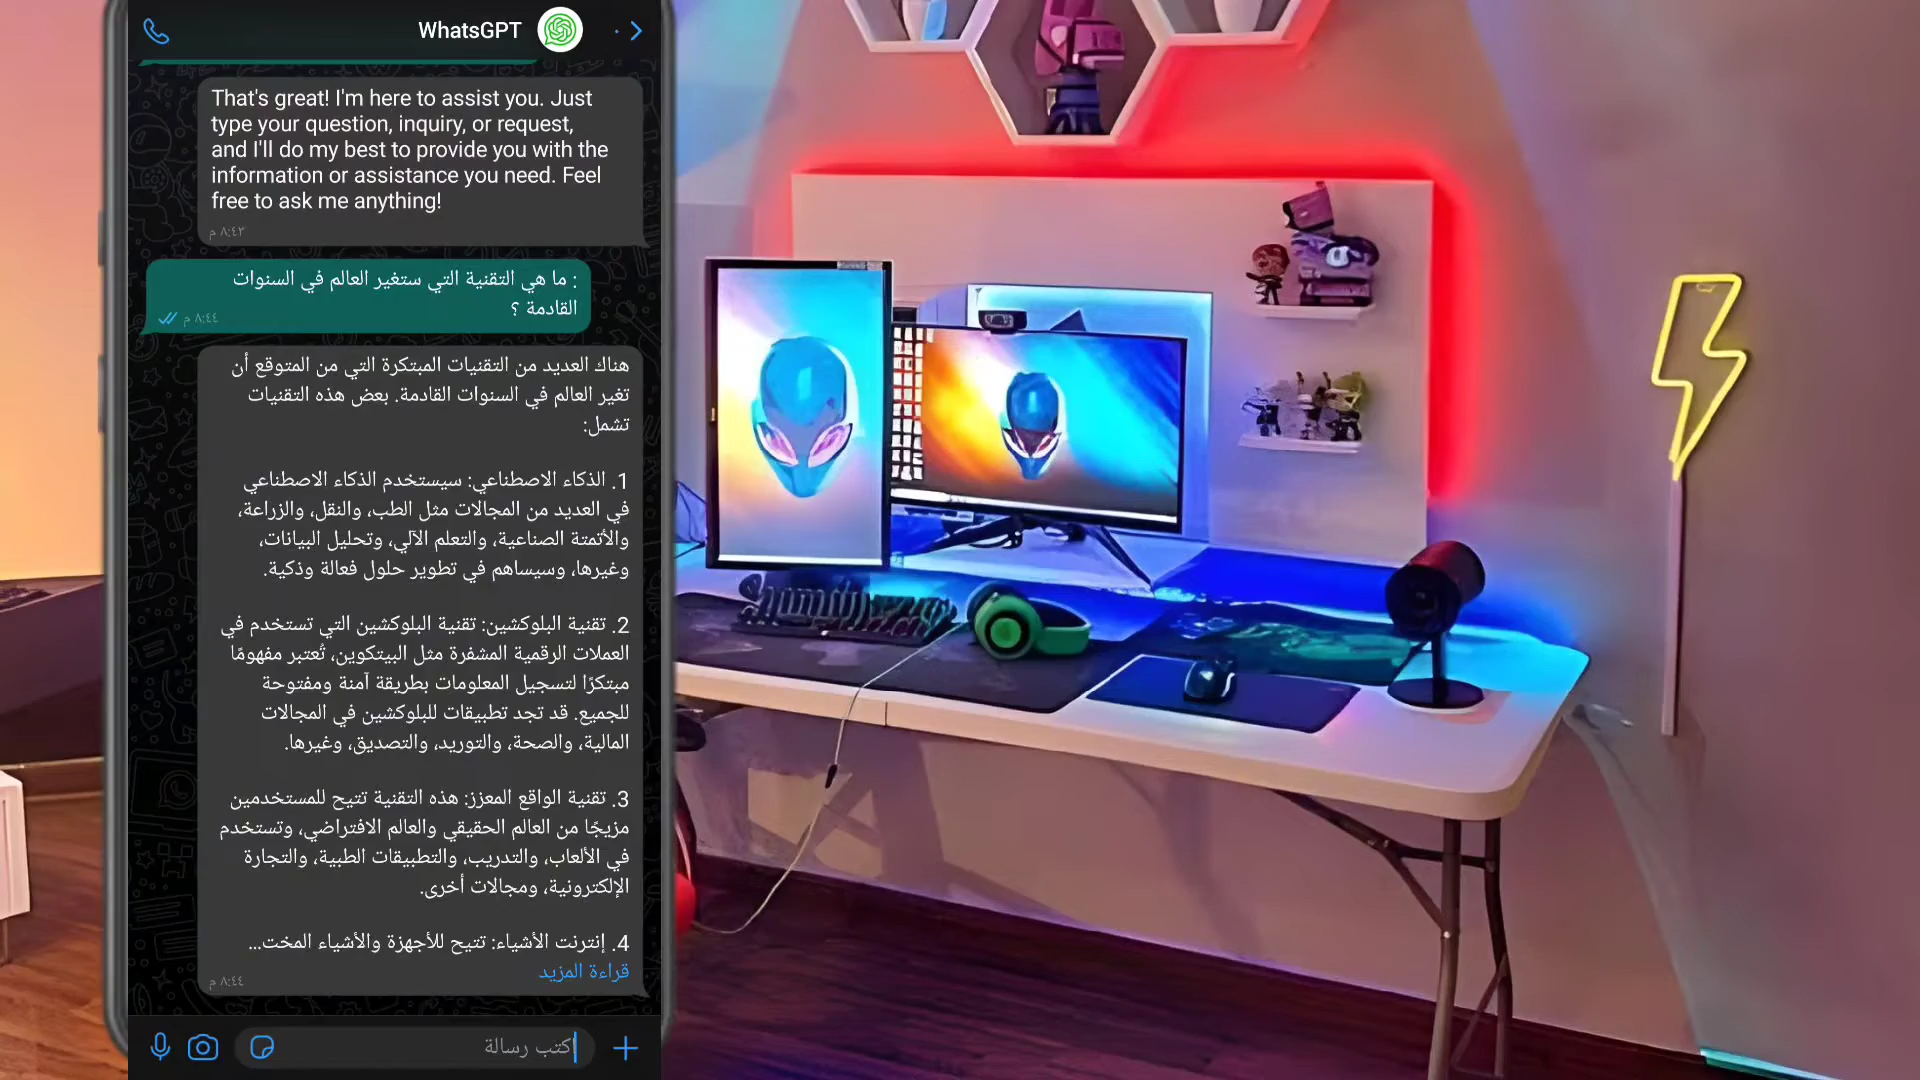 WhatsGPT
That's great! I'm here to assist you. Just
type your question, inquiry, or request,
and I'll do my best to provide you with the
information or assistance you need. Feel
free to ask me anything!
٨:٤٣ م
: ما هي التقنية التي ستغير العالم في السنوات
القادمة ؟
٨:٤٤ م
هناك العديد من التقنيات المبتكرة التي من المتوقع أن
تغير العالم في السنوات القادمة. بعض هذه التقنيات
تشمل:
1. الذكاء الاصطناعي: سيستخدم الذكاء الاصطناعي
في العديد من المجالات مثل الطب، والنقل، والزراعة،
والأتمتة الصناعية، والتعلم الآلي، وتحليل البيانات،
وغيرها، وسيساهم في تطوير حلول فعالة وذكية.
2. تقنية البلوكشين: تقنية البلوكشين التي تستخدم في
العملات الرقمية المشفرة مثل البيتكوين، تُعتبر مفهومًا
مبتكرًا لتسجيل المعلومات بطريقة آمنة ومفتوحة
للجميع. قد تجد تطبيقات للبلوكشين في المجالات
المالية، والصحة، والتوريد، والتصديق، وغيرها.
3. تقنية الواقع المعزز: هذه التقنية تتيح للمستخدمين
مزيجًا من العالم الحقيقي والعالم الافتراضي، وتستخدم
في الألعاب، والتدريب، والتطبيقات الطبية، والتجارة
الإلكترونية، ومجالات أخرى.
4. إنترنت الأشياء: تتيح للأجهزة والأشياء المخت...
قراءة المزيد
٨:٤٤ م
اكتب رسالة